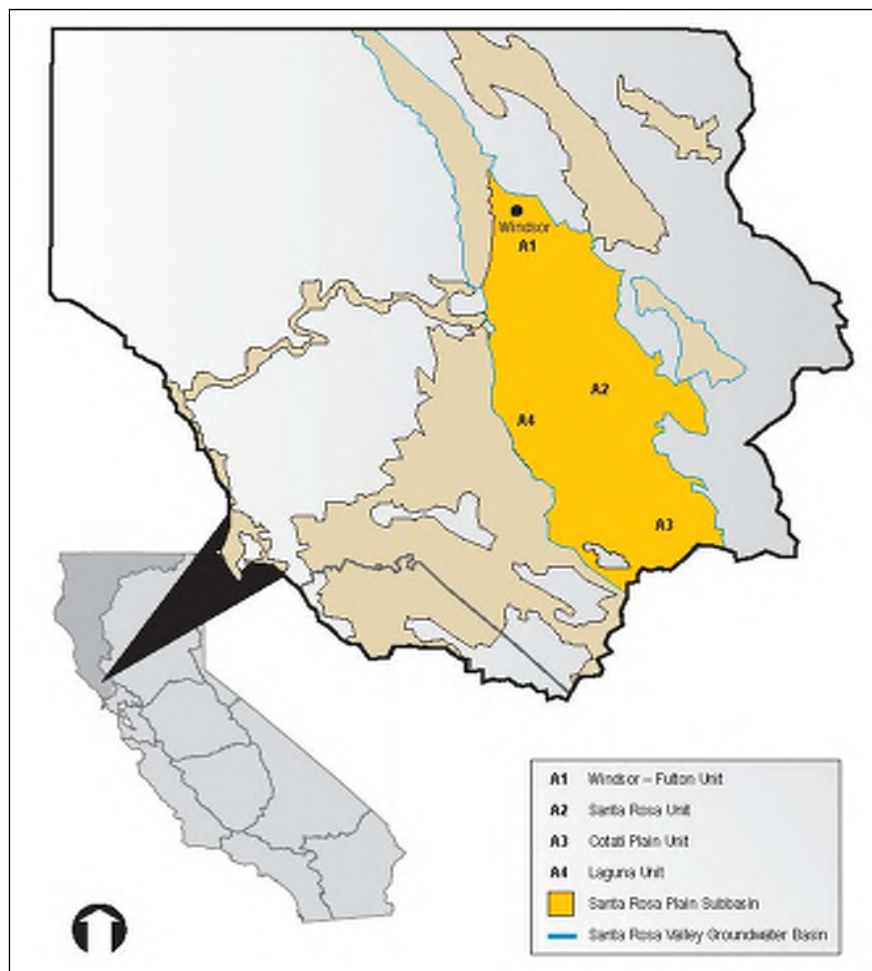 Windsor
A1
A2
A4
A3
A1 Windsor – Fulton Unit
A2 Santa Rosa Unit
A3 Cotati Plain Unit
A4 Laguna Unit
Santa Rosa Plain Subbasin
Santa Rosa Valley Groundwater Basin